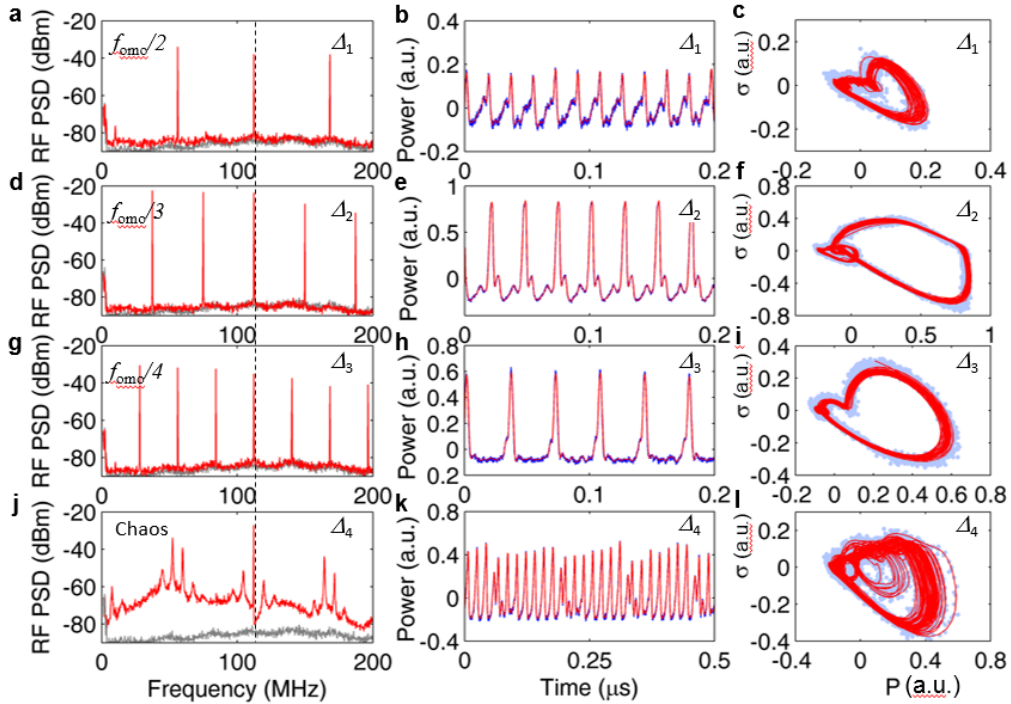 a
b
c
RF PSD (dBm)
-20
-40
-60
-80
f_omo/2
Δ1
0
100
200
Power (a.u.)
0.4
0.2
0
-0.2
Δ1
0
0.1
0.2
σ (a.u.)
0.2
0
-0.2
Δ1
-0.2
0
0.2
0.4
d
e
f
RF PSD (dBm)
-20
-40
-60
-80
f_omo/3
Δ2
0
100
200
Power (a.u.)
1
0.4
0
0.2
Δ2
0
0.1
0.2
σ (a.u.)
0.8
0.4
0
-0.4
-0.8
Δ2
0
0.5
1
g
h
i
RF PSD (dBm)
-20
-40
-60
-80
f_omo/4
Δ3
0
100
200
Power (a.u.)
0.8
0.6
0.4
0
0.2
Δ3
0
0.1
0.2
σ (a.u.)
0.4
0.2
0
-0.2
-0.4
Δ3
-0.2
0
0.2
0.4
0.6
0.8
j
k
l
RF PSD (dBm)
-20
-40
-60
-80
Chaos
Δ4
0
100
200
Frequency (MHz)
Power (a.u.)
0.8
0.4
0
-0.4
Δ4
0
0.25
0.5
Time (μs)
σ (a.u.)
0.4
0.2
0
-0.2
-0.4
Δ4
-0.2
0
0.2
0.4
0.6
0.8
P (a.u.)